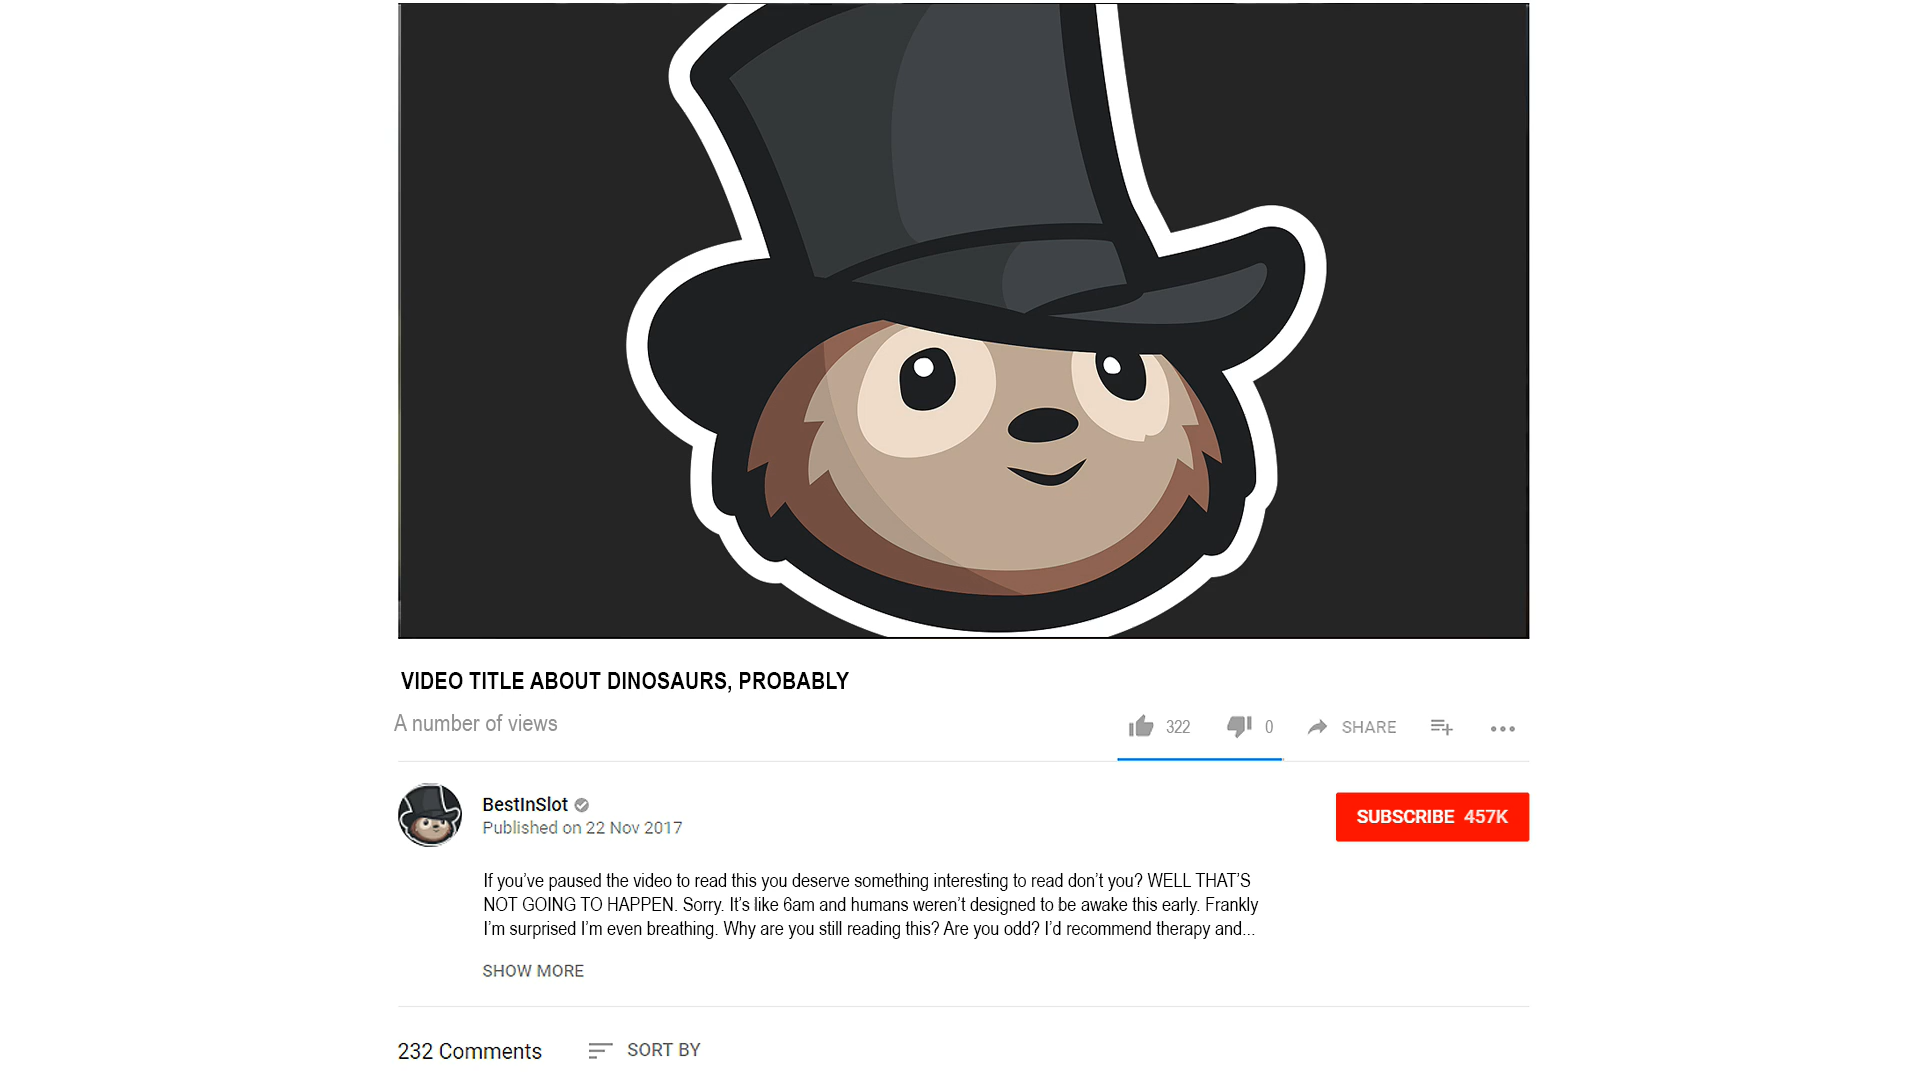 VIDEO TITLE ABOUT DINOSAURS, PROBABLY
A number of views
322 0 SHARE
BestInSlot
Published on 22 Nov 2017
SUBSCRIBE 457K
If you’ve paused the video to read this you deserve something interesting to read don’t you? WELL THAT’S
NOT GOING TO HAPPEN. Sorry. It’s like 6am and humans weren’t designed to be awake this early. Frankly
I’m surprised I’m even breathing. Why are you still reading this? Are you odd? I’d recommend therapy and...
SHOW MORE
232 Comments SORT BY